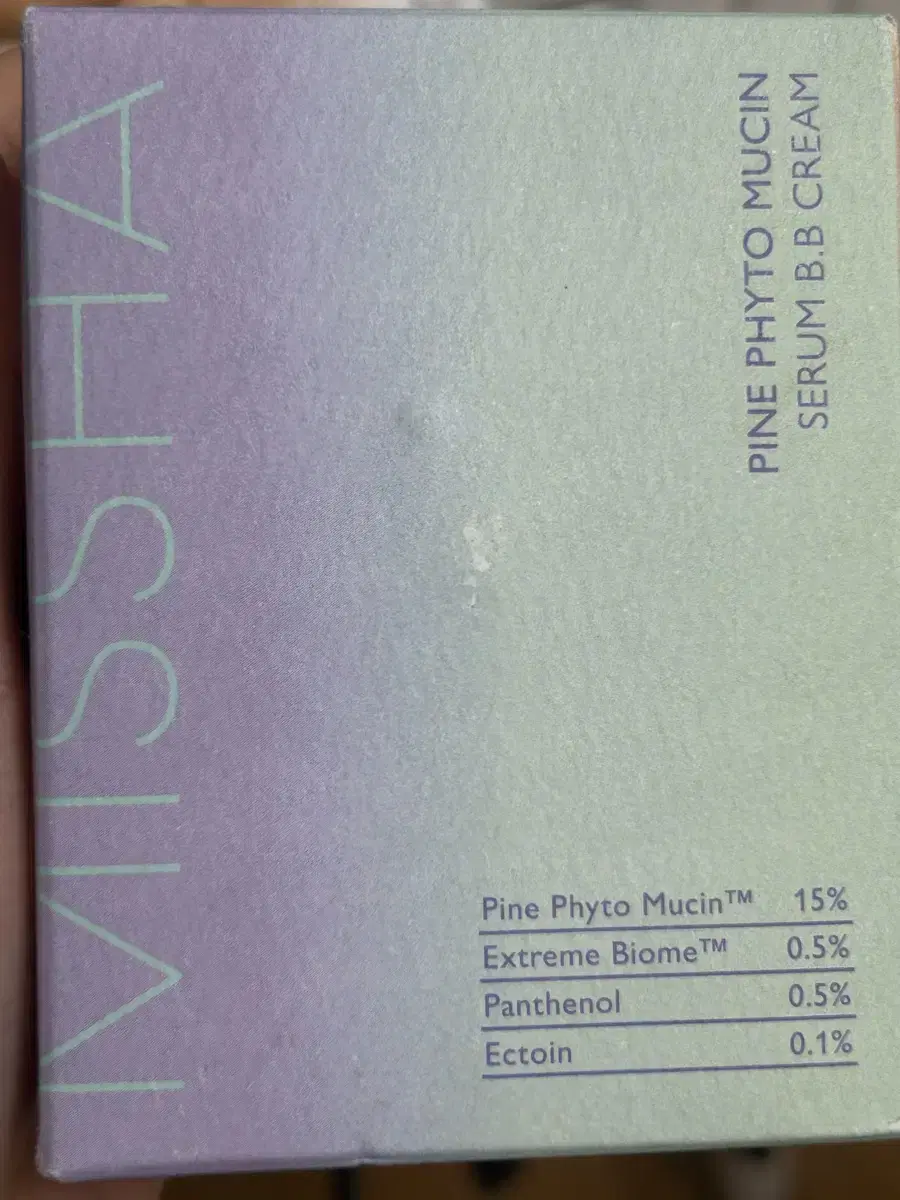 MISSHA
PINE PHYTO MUCIN
SERUM B.B CREAM
Pine Phyto Mucin™ 15%
Extreme Biome™ 0.5%
Panthenol 0.5%
Ectoin 0.1%